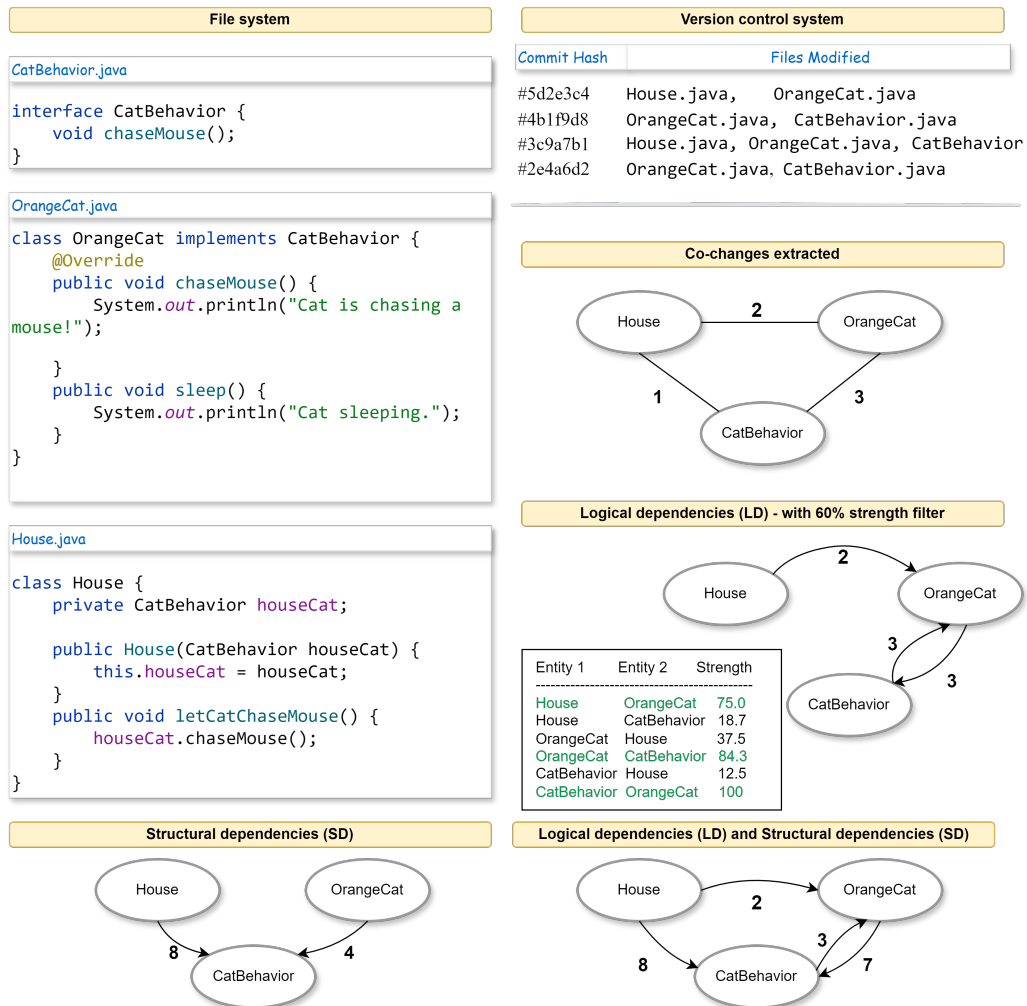 File system
CatBehavior.java
interface CatBehavior {
void chaseMouse();
}
OrangeCat.java
class OrangeCat implements CatBehavior {
@Override
public void chaseMouse() {
System.out.println("Cat is chasing a
mouse!");
}
public void sleep() {
System.out.println("Cat sleeping.");
}
}
House.java
class House {
private CatBehavior houseCat;
public House(CatBehavior houseCat) {
this.houseCat = houseCat;
}
public void letCatChaseMouse() {
houseCat.chaseMouse();
}
}
Structural dependencies (SD)
House
OrangeCat
8
4
CatBehavior
Version control system
Commit Hash Files Modified
#5d2e3c4 House.java, OrangeCat.java
#4b1f9d8 OrangeCat.java, CatBehavior.java
#3c9a7b1 House.java, OrangeCat.java, CatBehavior
#2e4a6d2 OrangeCat.java, CatBehavior.java
Co-changes extracted
House
2
OrangeCat
1
3
CatBehavior
Logical dependencies (LD) - with 60% strength filter
2
House
OrangeCat
3
3
CatBehavior
Entity 1 Entity 2 Strength
------------------------------------------------------
House OrangeCat 75.0
House CatBehavior 18.7
OrangeCat House 37.5
OrangeCat CatBehavior 84.3
CatBehavior House 12.5
CatBehavior OrangeCat 100
Logical dependencies (LD) and Structural dependencies (SD)
House
2
OrangeCat
8
3
7
CatBehavior